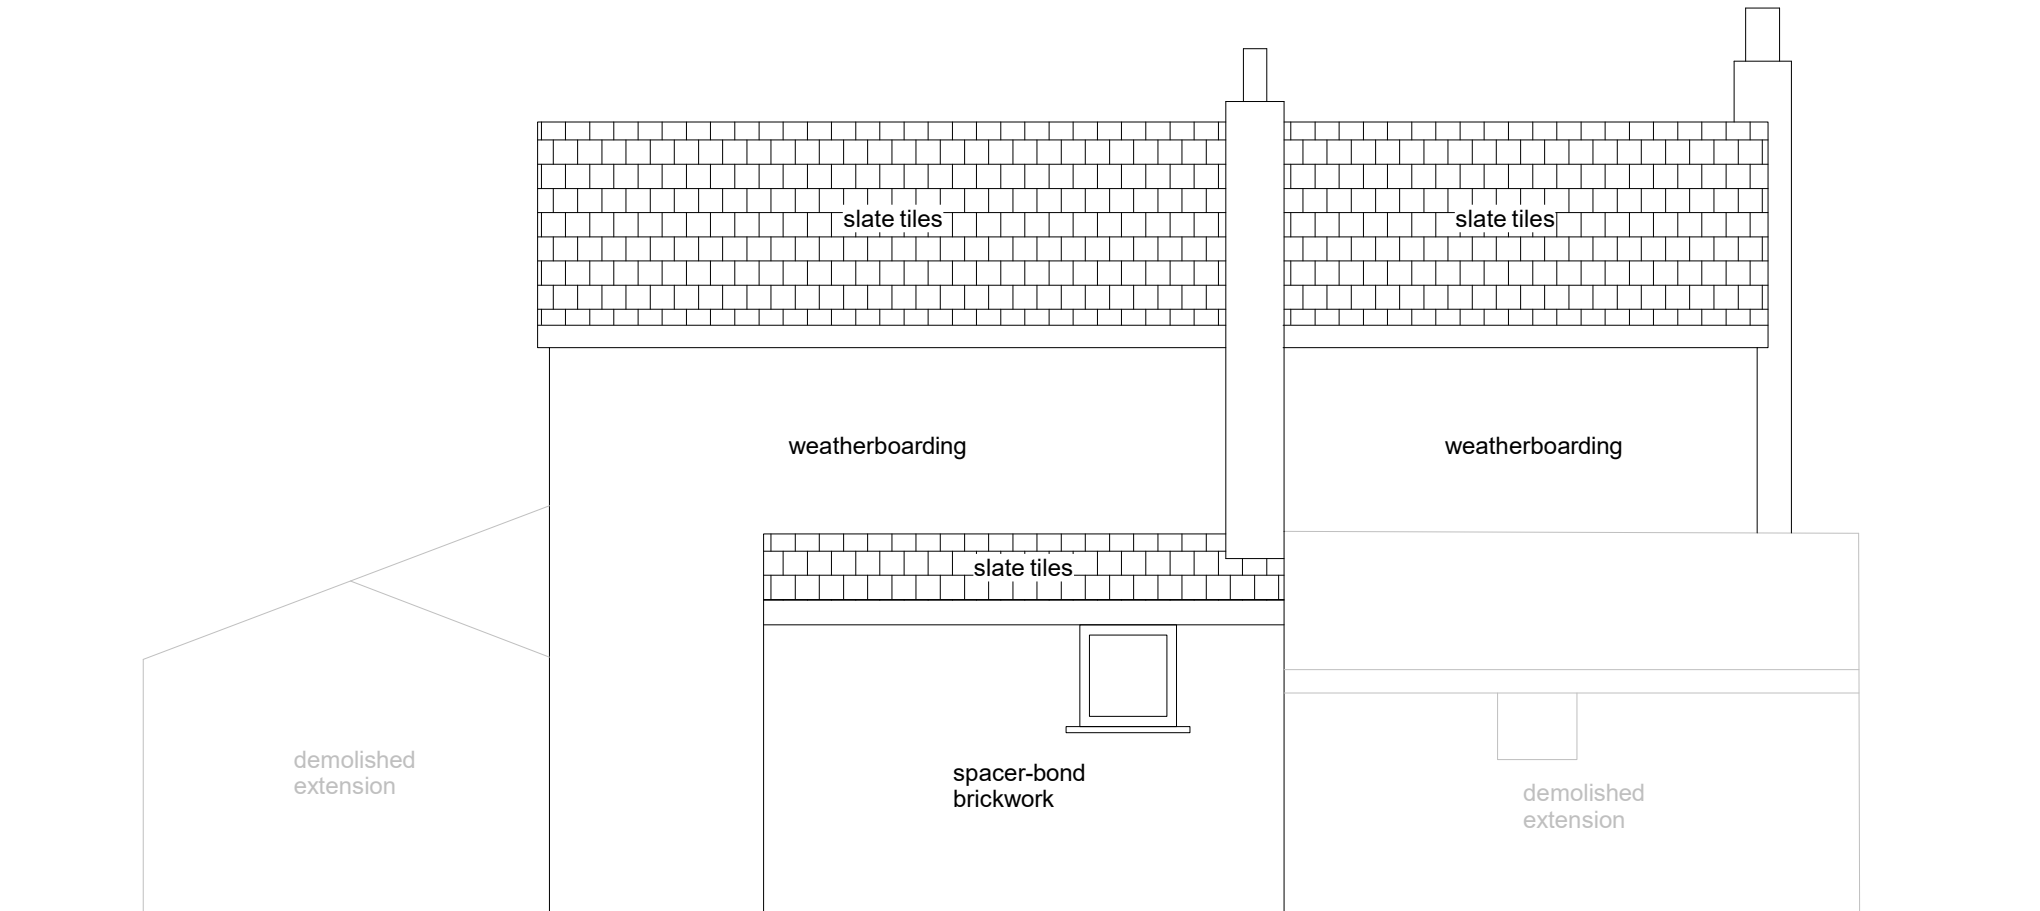 slate tiles
slate tiles
weatherboarding
weatherboarding
slate tiles
spacer-bond
brickwork
demolished
extension
demolished
extension